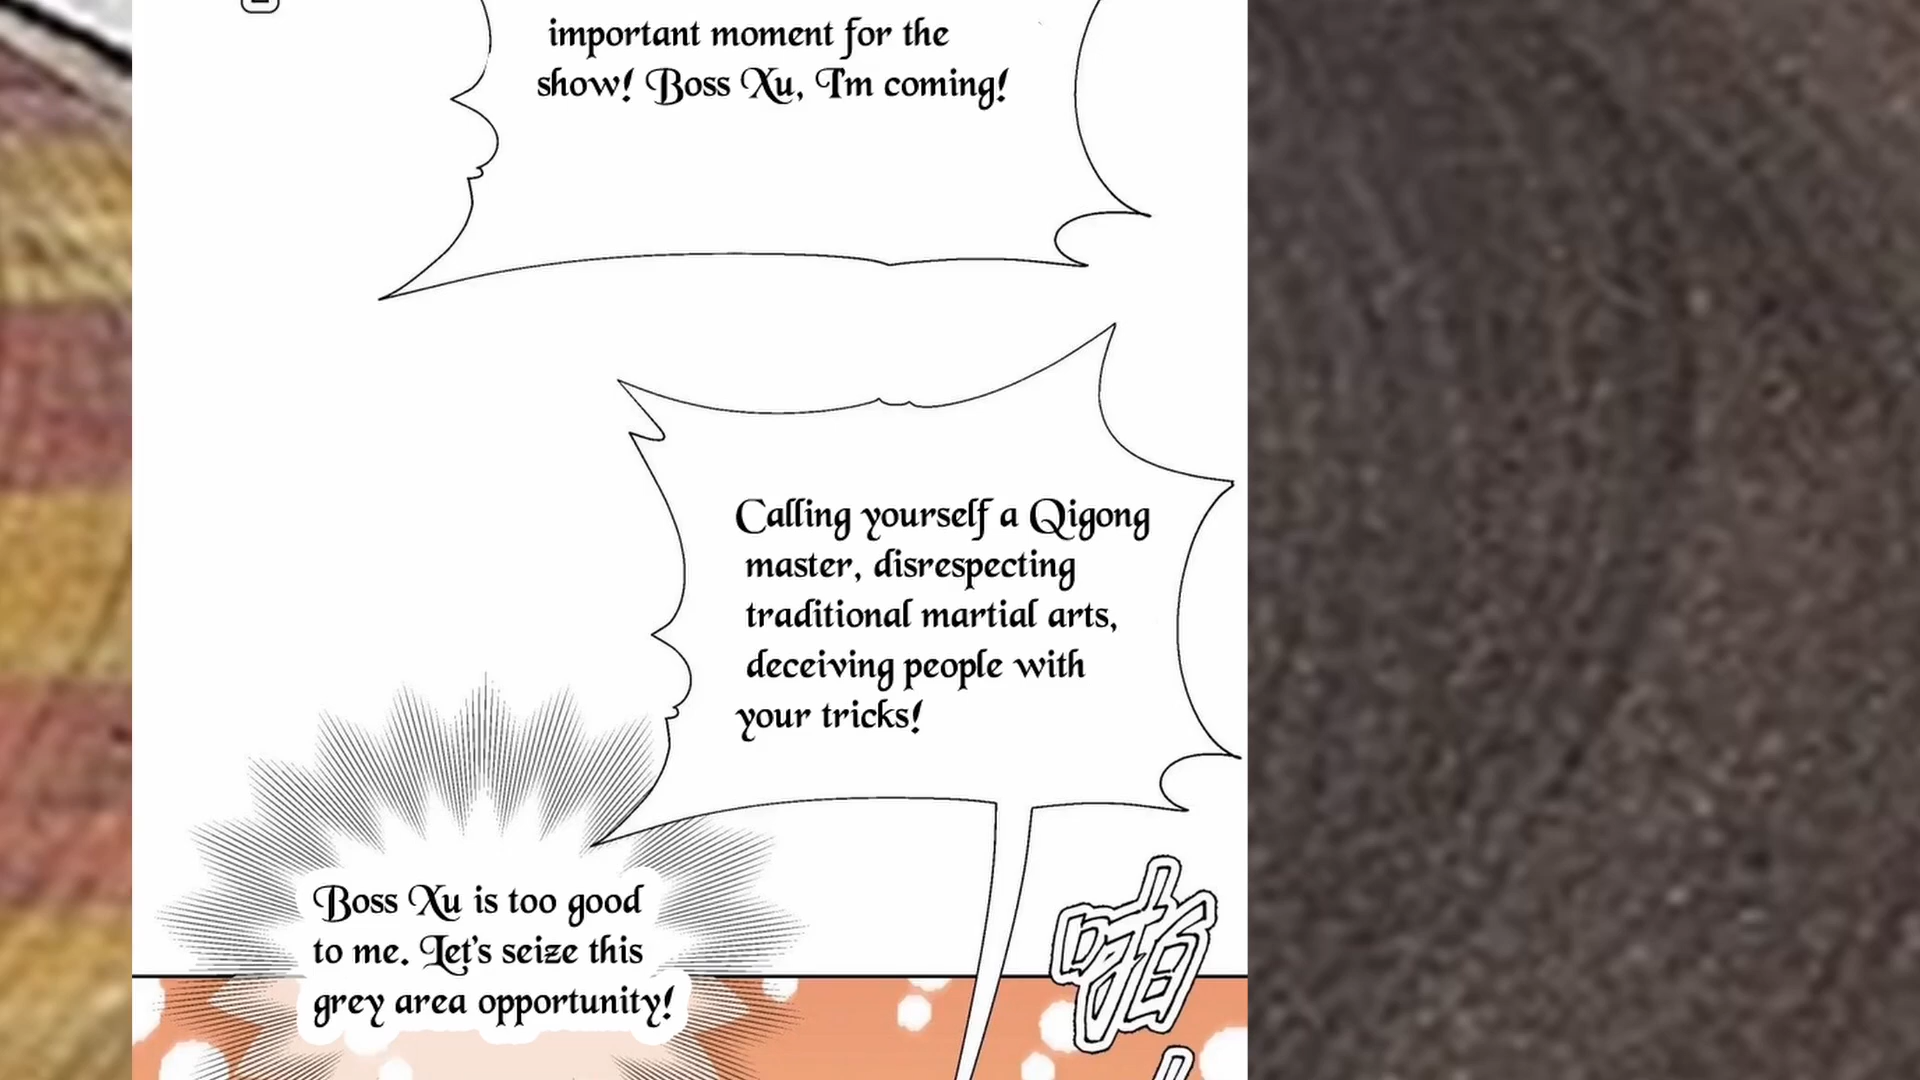 important moment for the
show! Boss Xu, I'm coming!
Calling yourself a Qigong
master, disrespecting
traditional martial arts,
deceiving people with
your tricks!
Boss Xu is too good
to me. Let's seize this
grey area opportunity!
啪